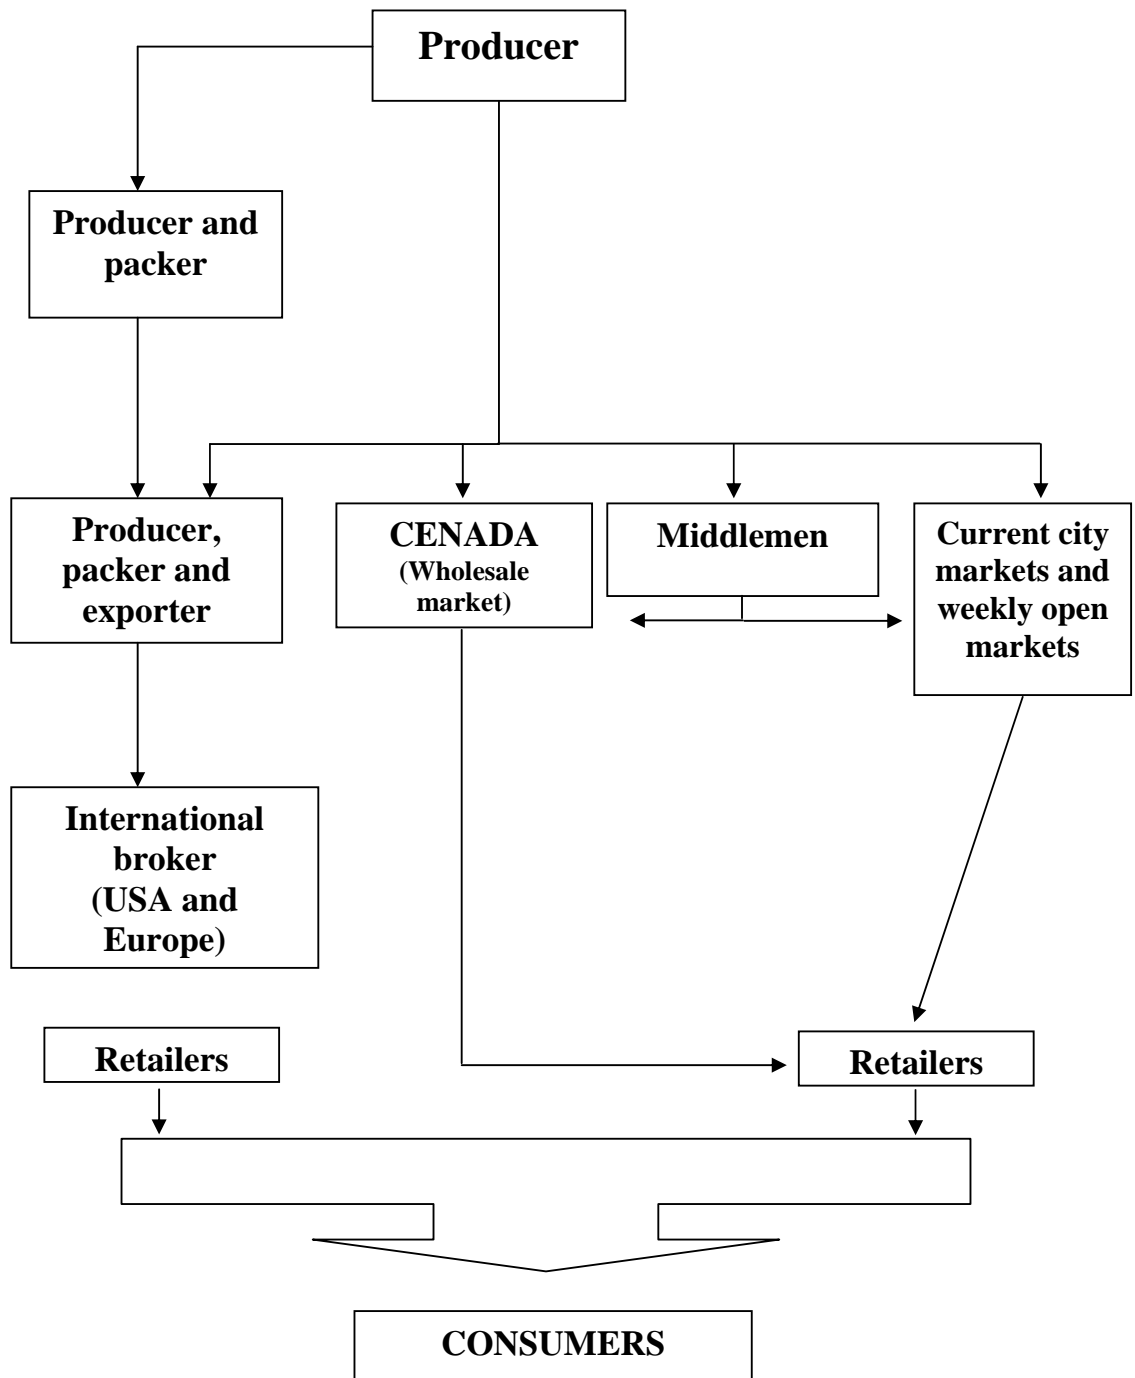 Producer
Producer and
packer
Producer,
packer and
exporter
CENADA
(Wholesale
market)
Middlemen
Current city
markets and
weekly open
markets
International
broker
(USA and
Europe)
Retailers
Retailers
CONSUMERS